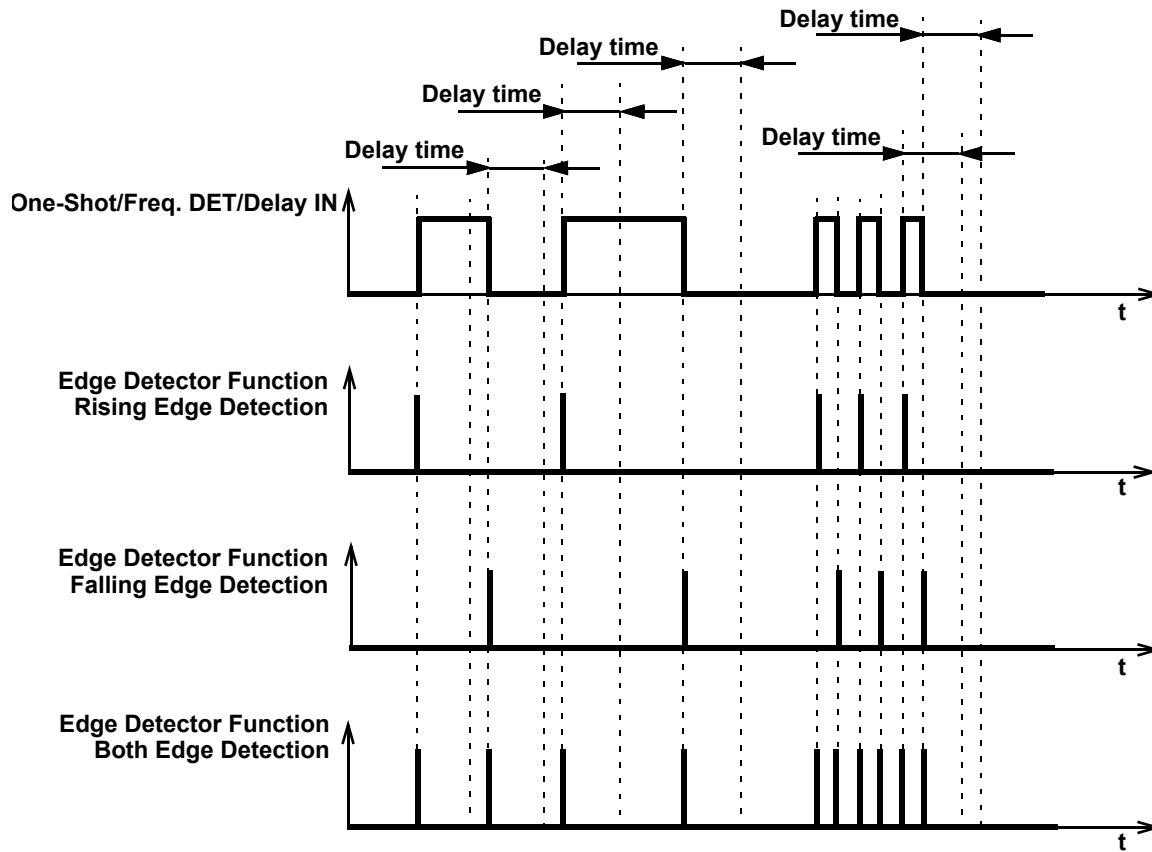 Delay time
Delay time
Delay time
Delay time
Delay time
One-Shot/Freq. DET/Delay IN
t
Edge Detector Function
Rising Edge Detection
t
Edge Detector Function
Falling Edge Detection
t
Edge Detector Function
Both Edge Detection
t